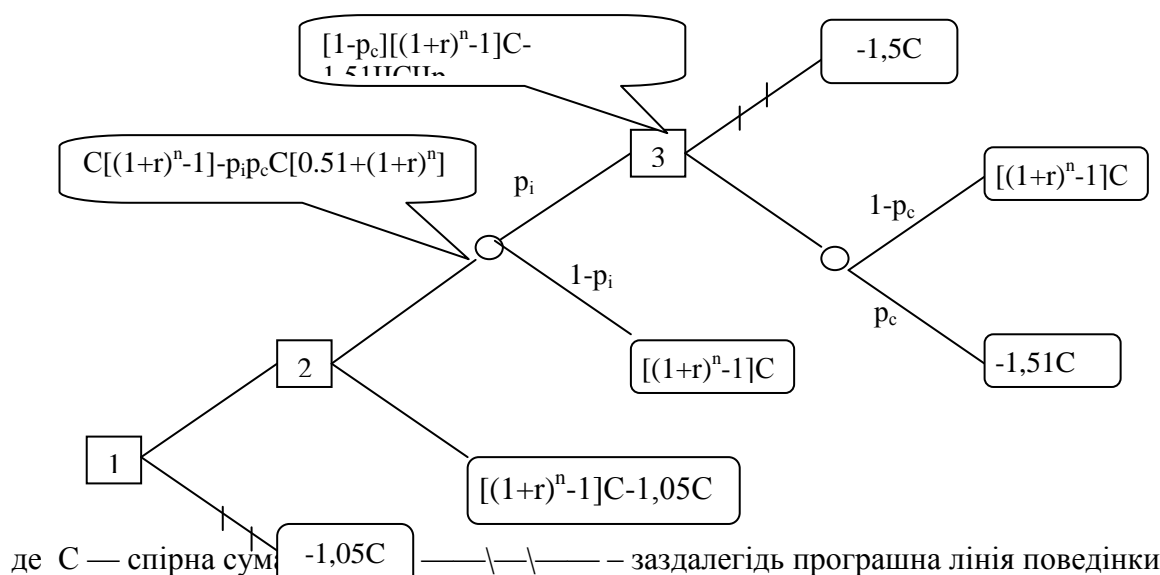 [1-pc][(1+r)^n-1]C-
-1,5C
3
C[(1+r)^n-1]-pipcC[0.51+(1+r)^n]
pi
[(1+r)^n-1]C
1-pc
1-pi
pc
2
[(1+r)^n-1]C
-1,51C
1
[(1+r)^n-1]C-1,05C
де С — спірна сума
-1,05C
– заздалегідь програшна лінія поведінки